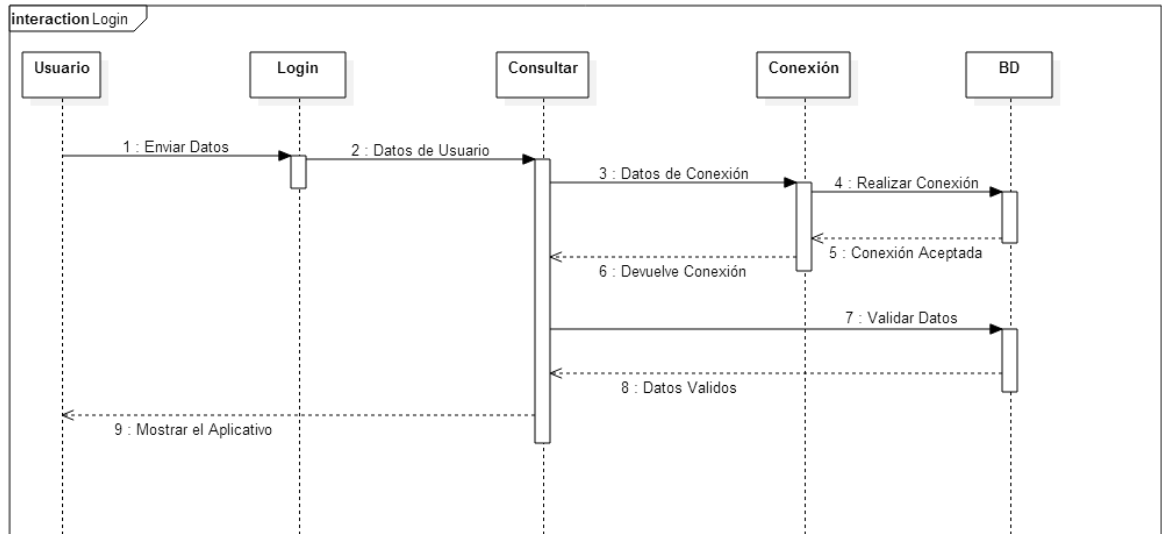 interaction Login
Usuario
Login
Consultar
Conexión
BD
1 : Enviar Datos
2 : Datos de Usuario
3 : Datos de Conexión
4 : Realizar Conexión
5 : Conexión Aceptada
6 : Devuelve Conexión
7 : Validar Datos
8 : Datos Validos
9 : Mostrar el Aplicativo